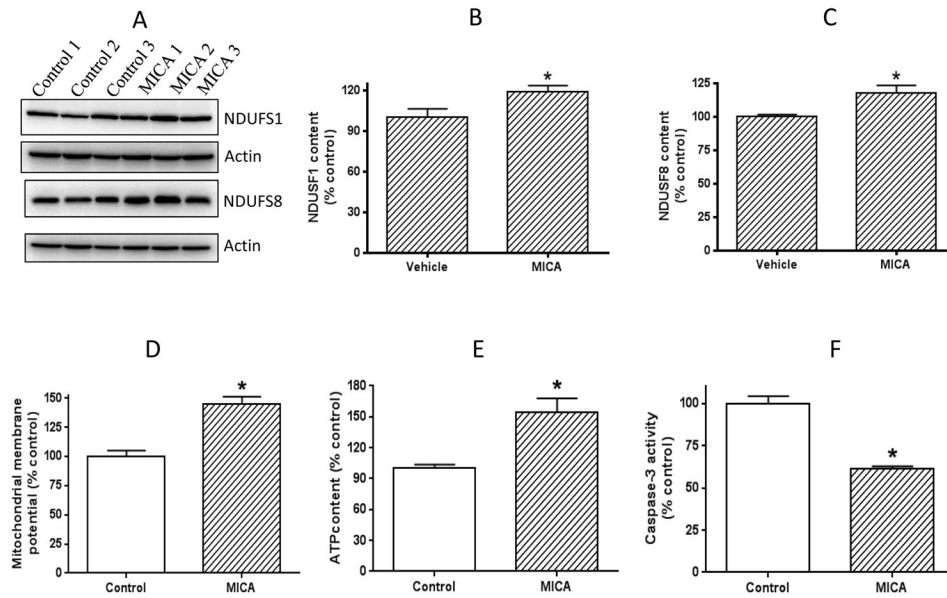 A
Control 1
Control 2
Control 3
MICA 1
MICA 2
MICA 3
NDUFS1
Actin
NDUFS8
Actin
B
NDUSF1 content
(% control)
120
90
60
30
0
*
Vehicle
MICA
C
NDUSF8 content
(% control)
125
100
75
50
25
0
*
Vehicle
MICA
D
Mitochondrial membrane
potential (% control)
150
125
100
75
50
25
0
*
Control
MICA
E
ATPcontent (% control)
180
150
120
90
60
30
0
*
Control
MICA
F
Caspase-3 activity
(% control)
100
75
50
25
0
*
Control
MICA